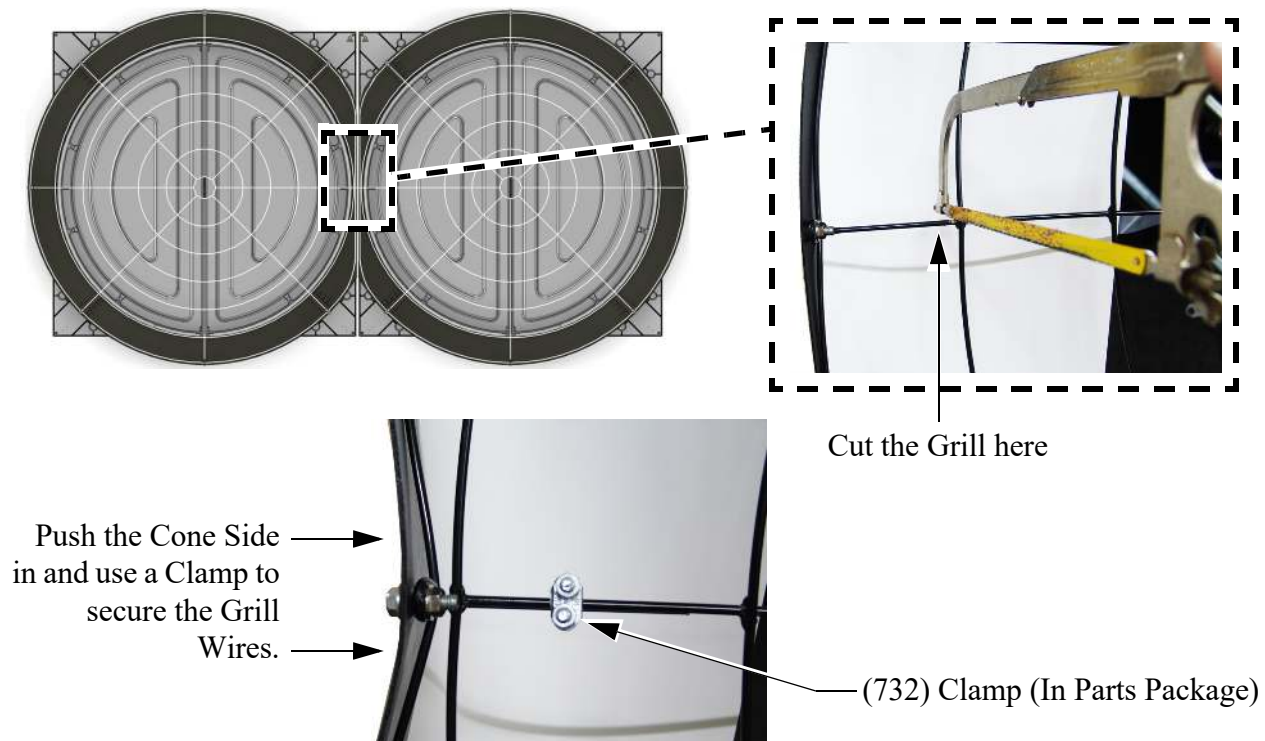 Cut the Grill here
Push the Cone Side
in and use a Clamp to
secure the Grill
Wires.
(732) Clamp (In Parts Package)